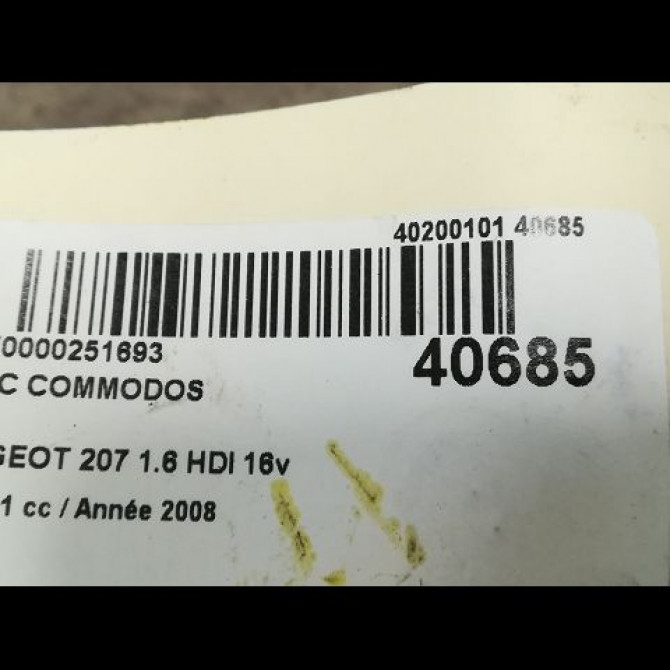 40200101 40685
0000251693
40685
C COMMODOS
GEOT 207 1.6 HDI 16v
1 cc / Année 2008